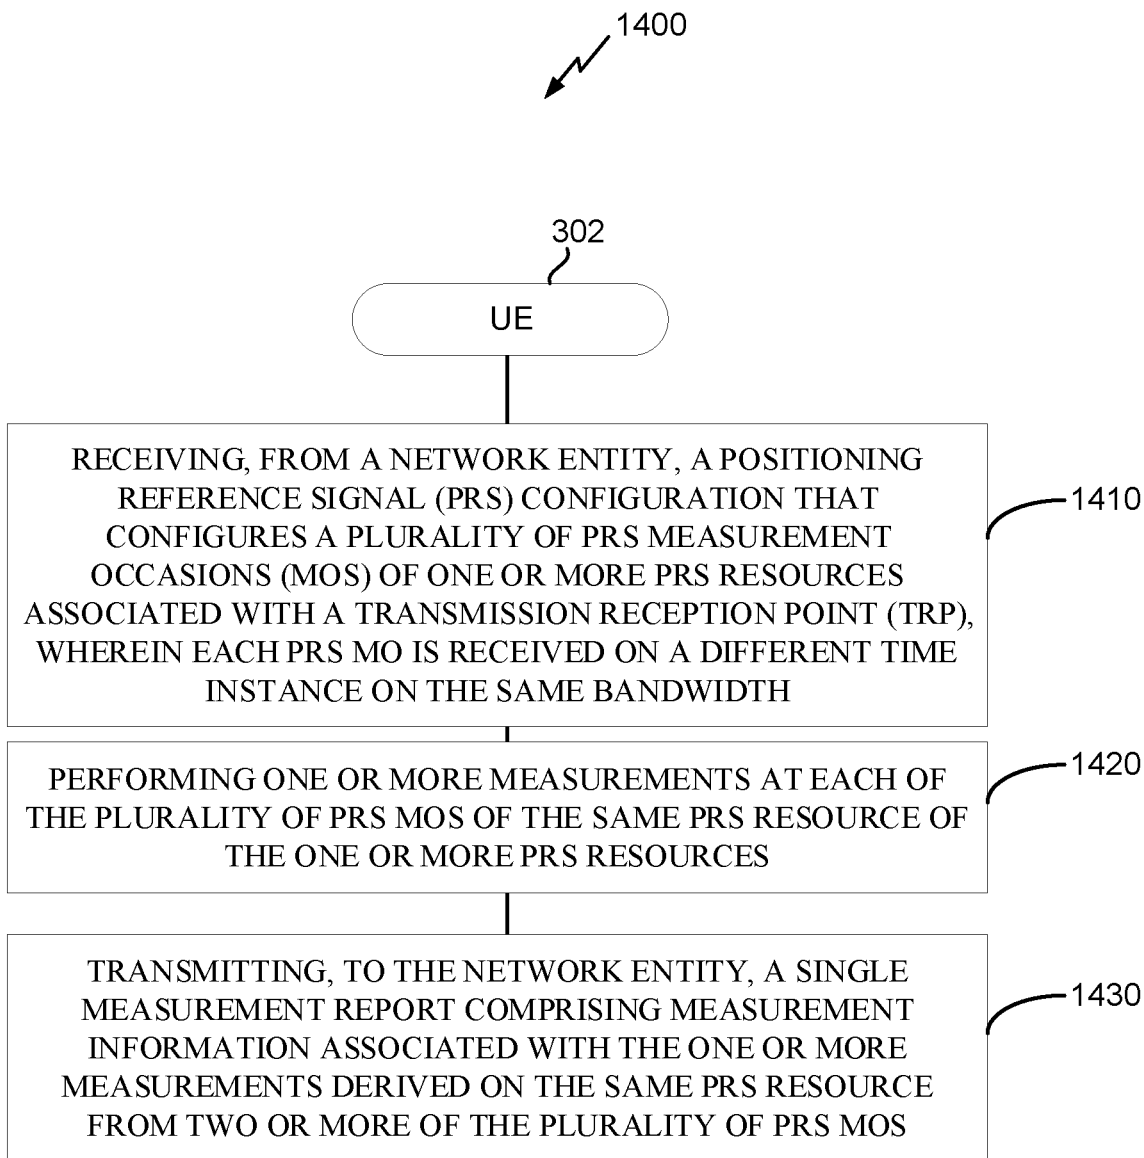 1400
302
UE
RECEIVING, FROM A NETWORK ENTITY, A POSITIONING
REFERENCE SIGNAL (PRS) CONFIGURATION THAT
CONFIGURES A PLURALITY OF PRS MEASUREMENT
OCCASIONS (MOS) OF ONE OR MORE PRS RESOURCES
ASSOCIATED WITH A TRANSMISSION RECEPTION POINT (TRP),
WHEREIN EACH PRS MO IS RECEIVED ON A DIFFERENT TIME
INSTANCE ON THE SAME BANDWIDTH
1410
PERFORMING ONE OR MORE MEASUREMENTS AT EACH OF
THE PLURALITY OF PRS MOS OF THE SAME PRS RESOURCE OF
THE ONE OR MORE PRS RESOURCES
1420
TRANSMITTING, TO THE NETWORK ENTITY, A SINGLE
MEASUREMENT REPORT COMPRISING MEASUREMENT
INFORMATION ASSOCIATED WITH THE ONE OR MORE
MEASUREMENTS DERIVED ON THE SAME PRS RESOURCE
FROM TWO OR MORE OF THE PLURALITY OF PRS MOS
1430